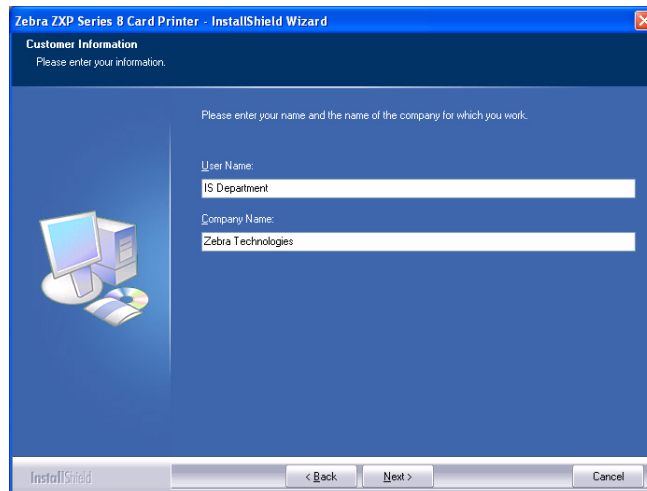 Zebra ZXP Series 8 Card Printer - InstallShield Wizard
Customer Information
Please enter your information.
Please enter your name and the name of the company for which you work.
User Name:
IS Department
Company Name:
Zebra Technologies
InstallShield
< Back
Next >
Cancel